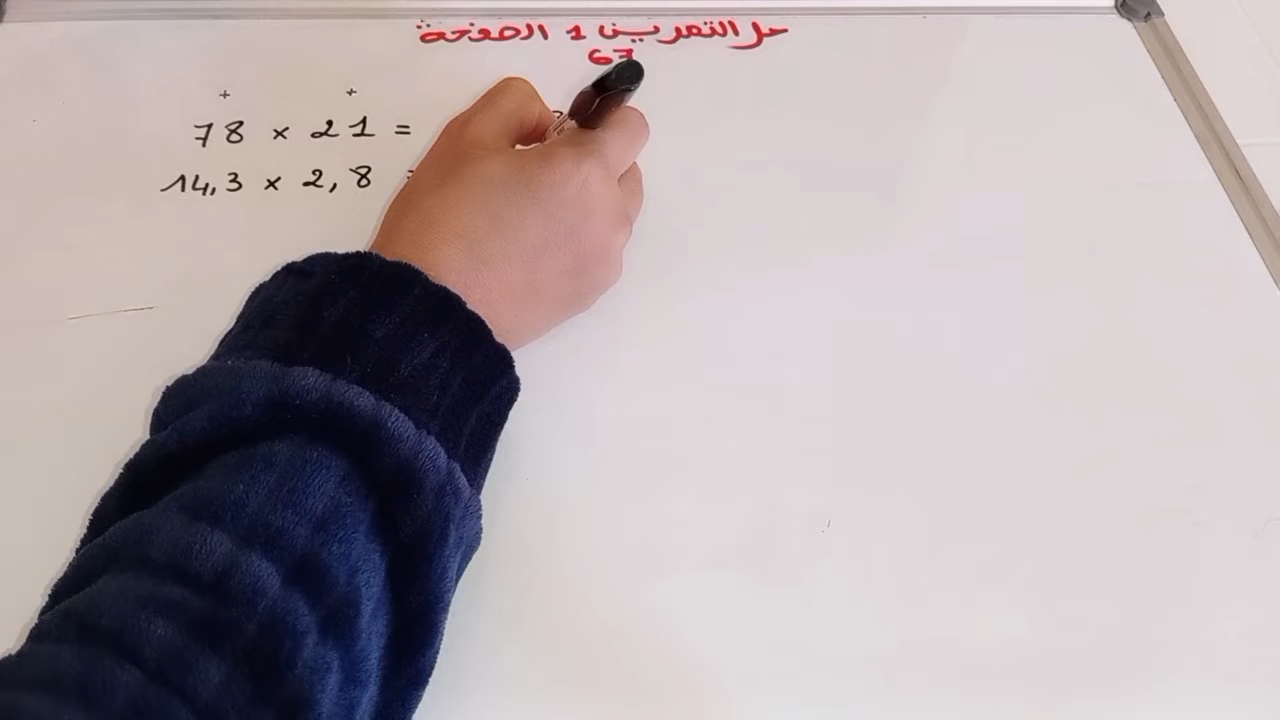 حل التمرين 1 الصفحة
67
+ +
78 × 21 =
14,3 × 2,8